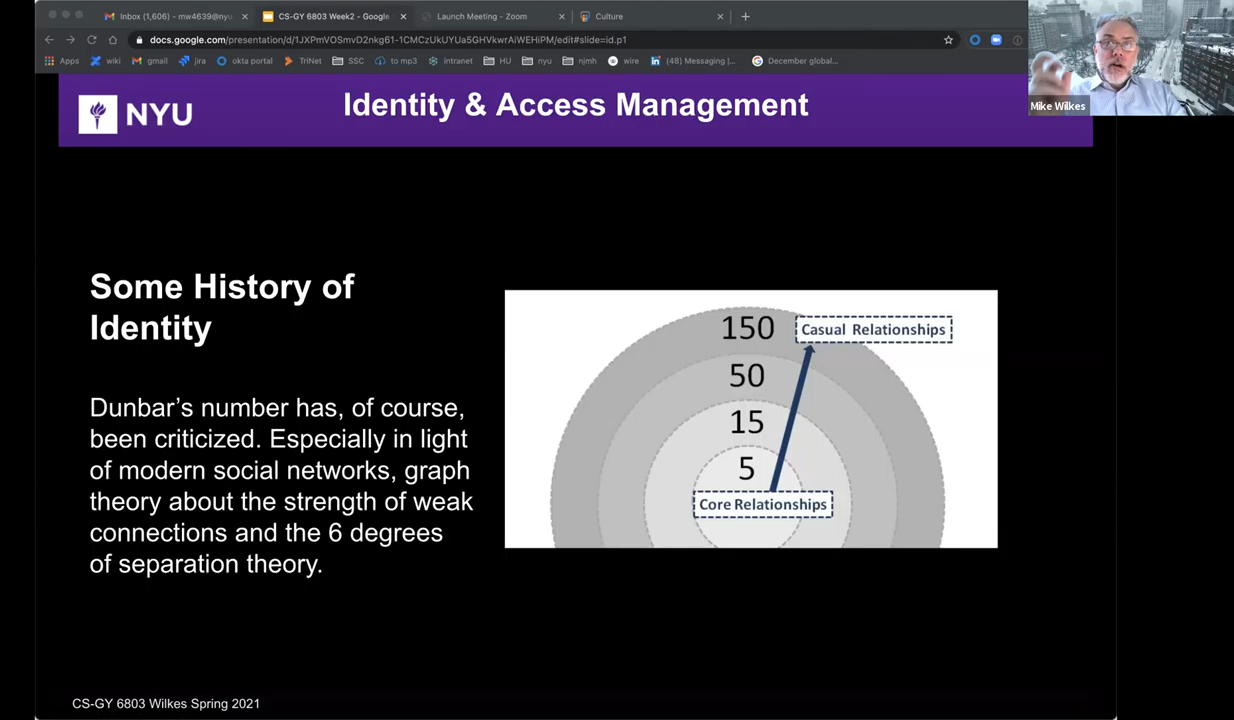 Inbox (1,606) - mw4639@nyu
CS-GY 6803 Week2 - Google
Launch Meeting - Zoom
Culture
docs.google.com/presentation/d/1JXPmVOSmvD2nkg61-1CMCzUkUYUa5GHVkwrAiWEHiPM/edit#slide=id.p1
Apps wiki gmail jira okta portal TriNet SSC to mp3 intranet HU nyu njmh wire (48) Messaging |... December global...
NYU
Identity & Access Management
Mike Wilkes
Some History of
Identity
Dunbar's number has, of course,
been criticized. Especially in light
of modern social networks, graph
theory about the strength of weak
connections and the 6 degrees
of separation theory.
150
Casual Relationships
50
15
5
Core Relationships
CS-GY 6803 Wilkes Spring 2021